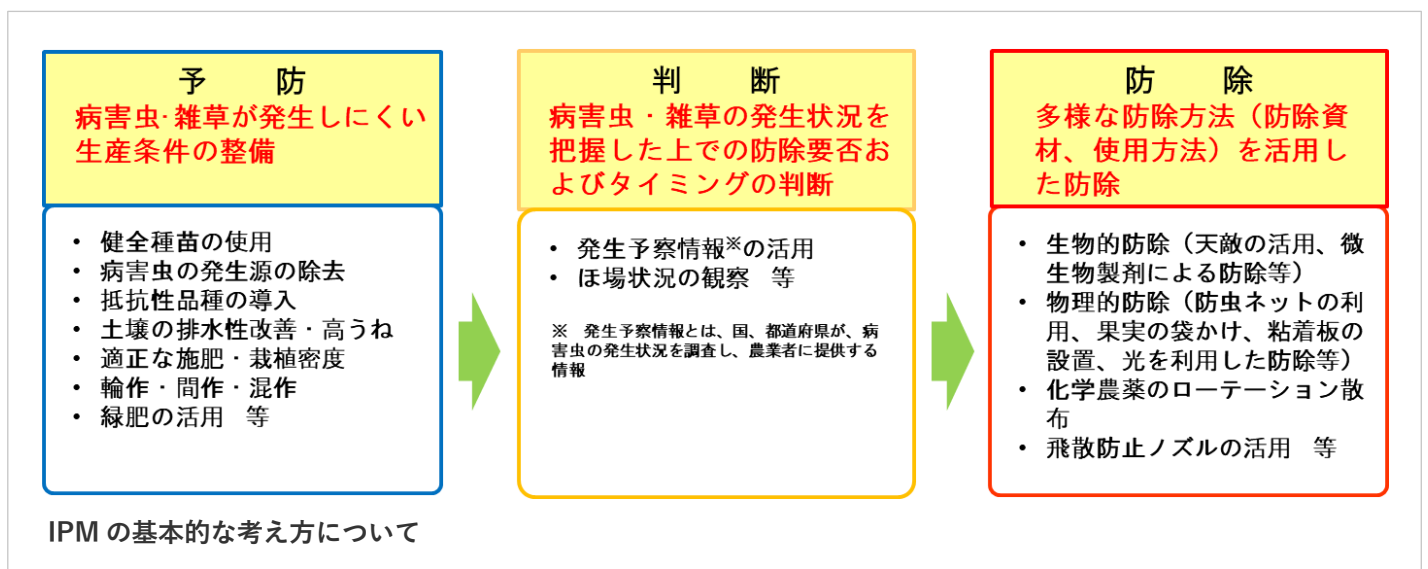 予　　防
病害虫・雑草が発生しにくい
生産条件の整備
・ 健全種苗の使用
・ 病害虫の発生源の除去
・ 抵抗性品種の導入
・ 土壌の排水性改善・高うね
・ 適正な施肥・栽植密度
・ 輪作・間作・混作
・ 緑肥の活用　等
判　　断
病害虫・雑草の発生状況を
把握した上での防除要否お
よびタイミングの判断
・ 発生予察情報※の活用
・ ほ場状況の観察　等
※　発生予察情報とは、国、都道府県が、病
害虫の発生状況を調査し、農業者に提供する
情報
防　　除
多様な防除方法（防除資
材、使用方法）を活用し
た防除
・ 生物的防除（天敵の活用、微
生物製剤による防除等）
・ 物理的防除（防虫ネットの利
用、果実の袋かけ、粘着板の
設置、光を利用した防除等）
・ 化学農薬のローテーション散
布
・ 飛散防止ノズルの活用　等
IPM の基本的な考え方について